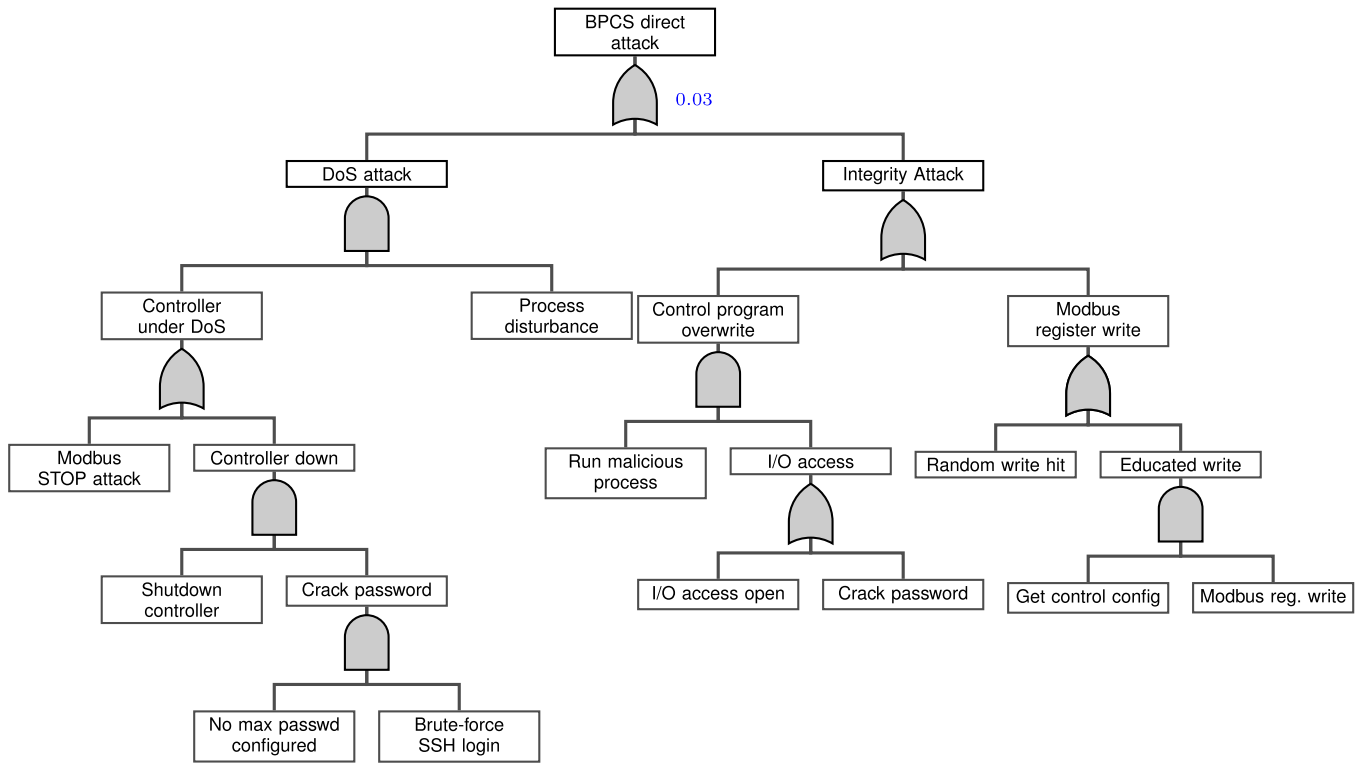 BPCS direct
attack
0.03
DoS attack
Integrity Attack
Controller
under DoS
Process
disturbance
Control program
overwrite
Modbus
register write
Modbus
STOP attack
Controller down
Run malicious
process
I/O access
Random write hit
Educated write
Shutdown
controller
Crack password
I/O access open
Crack password
Get control config
Modbus reg. write
No max passwd
configured
Brute-force
SSH login